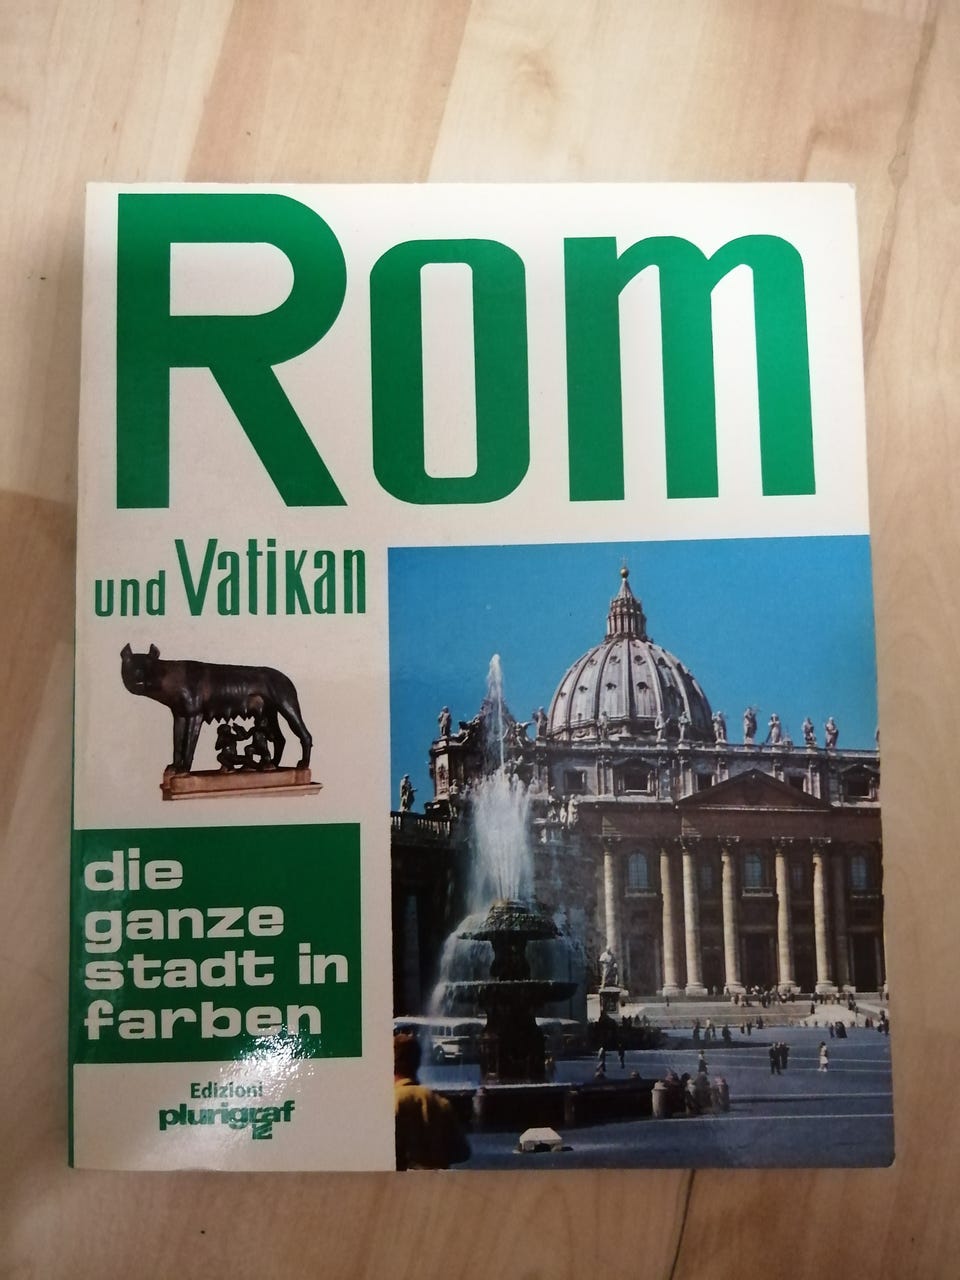 Rom
und Vatikan
die
ganze
stadt in
farben
Edizioni
plurigraf